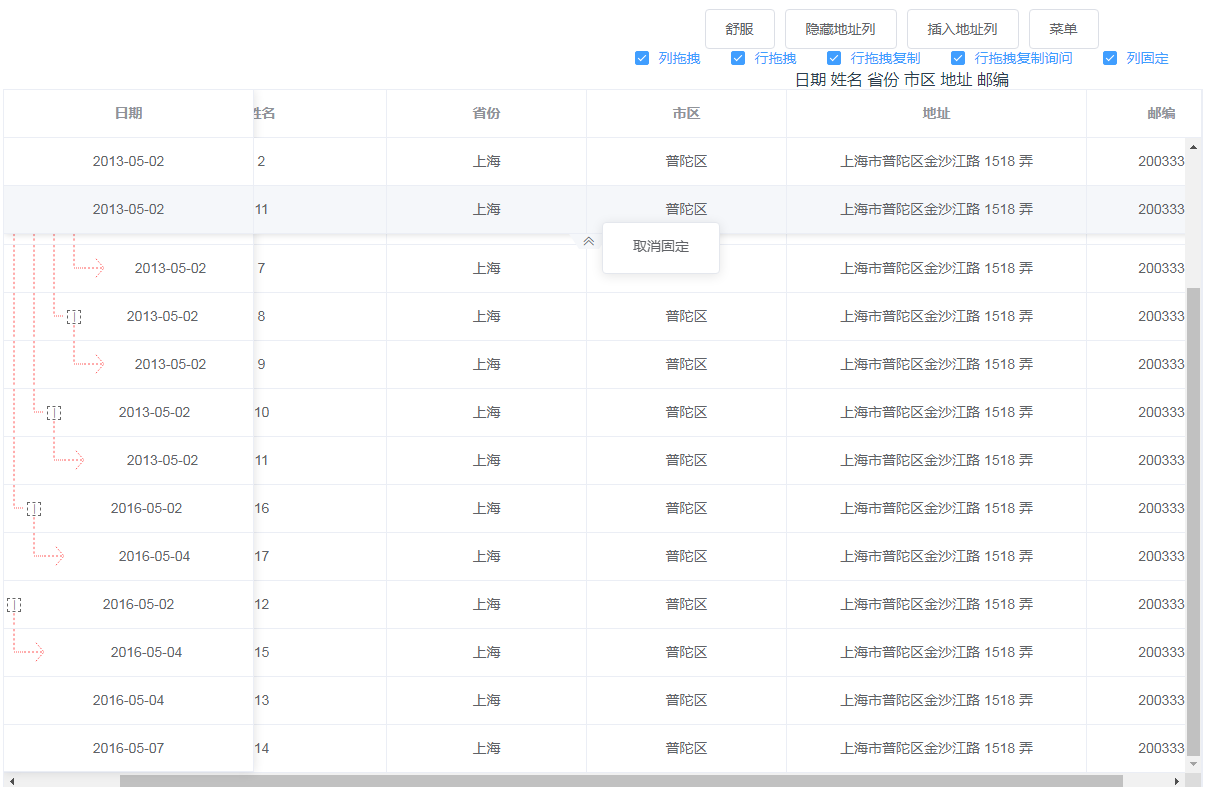 舒服 隐藏地址列 插入地址列 菜单
列拖拽 行拖拽 行拖拽复制 行拖拽复制询问 列固定
日期 姓名 省份 市区 地址 邮编
日期 姓名 省份 市区 地址 邮编
2013-05-02 2 上海 普陀区 上海市普陀区金沙江路 1518 弄 200333
2013-05-02 11 上海 普陀区 上海市普陀区金沙江路 1518 弄 200333
取消固定
2013-05-02 7 上海 上海市普陀区金沙江路 1518 弄 200333
2013-05-02 8 上海 普陀区 上海市普陀区金沙江路 1518 弄 200333
2013-05-02 9 上海 普陀区 上海市普陀区金沙江路 1518 弄 200333
2013-05-02 10 上海 普陀区 上海市普陀区金沙江路 1518 弄 200333
2013-05-02 11 上海 普陀区 上海市普陀区金沙江路 1518 弄 200333
2016-05-02 16 上海 普陀区 上海市普陀区金沙江路 1518 弄 200333
2016-05-04 17 上海 普陀区 上海市普陀区金沙江路 1518 弄 200333
2016-05-02 12 上海 普陀区 上海市普陀区金沙江路 1518 弄 200333
2016-05-04 15 上海 普陀区 上海市普陀区金沙江路 1518 弄 200333
2016-05-04 13 上海 普陀区 上海市普陀区金沙江路 1518 弄 200333
2016-05-07 14 上海 普陀区 上海市普陀区金沙江路 1518 弄 200333